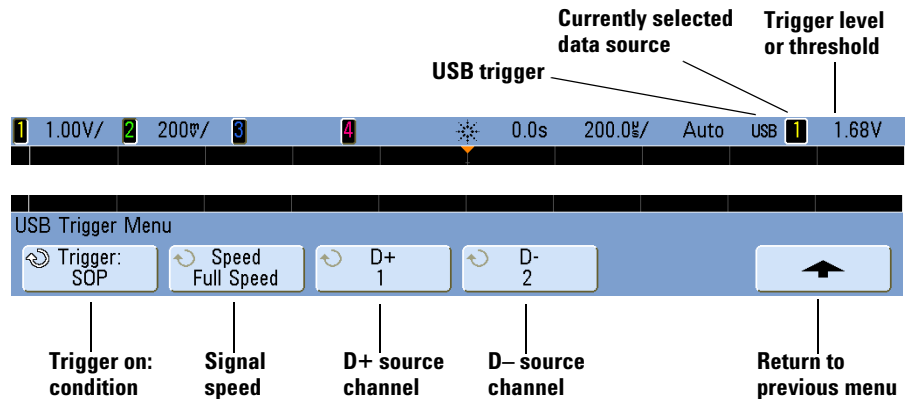 Currently selected
data source
Trigger level
or threshold
USB trigger
1 1.00V/ 2 200mV/ 3 4 0.0s 200.0us/ Auto USB 1 1.68V
USB Trigger Menu
Trigger:
SOP
Speed
Full Speed
D+
1
D-
2
Trigger on:
condition
Signal
speed
D+ source
channel
D– source
channel
Return to
previous menu